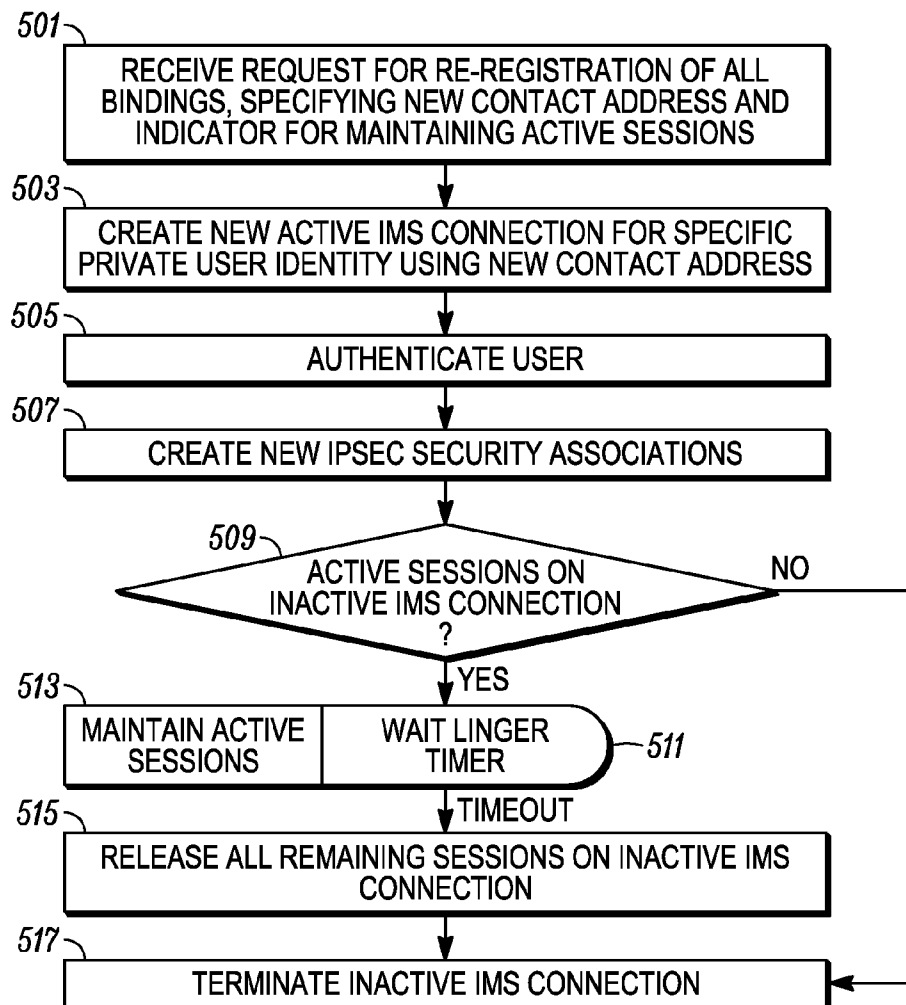 501
RECEIVE REQUEST FOR RE-REGISTRATION OF ALL
BINDINGS, SPECIFYING NEW CONTACT ADDRESS AND
INDICATOR FOR MAINTAINING ACTIVE SESSIONS
503
CREATE NEW ACTIVE IMS CONNECTION FOR SPECIFIC
PRIVATE USER IDENTITY USING NEW CONTACT ADDRESS
505
AUTHENTICATE USER
507
CREATE NEW IPSEC SECURITY ASSOCIATIONS
509
ACTIVE SESSIONS ON
INACTIVE IMS CONNECTION
?
NO
YES
513
MAINTAIN ACTIVE
SESSIONS
WAIT LINGER
TIMER
511
TIMEOUT
515
RELEASE ALL REMAINING SESSIONS ON INACTIVE IMS
CONNECTION
517
TERMINATE INACTIVE IMS CONNECTION